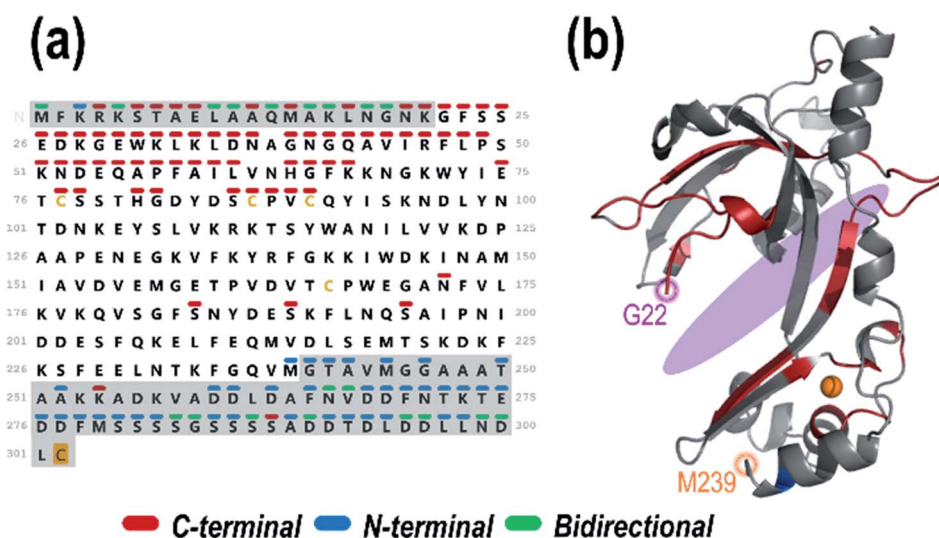 (a)
N M F K R K S T A E L A A Q M A K L N G N K G F S S 25
26 E D K G E W K L K L D N A G N G Q A V I R F L P S 50
51 K N D E Q A P F A I L V N H G F K K N G K W Y I E 75
76 T C S S T H G D Y D S C P V C Q Y I S K N D L Y N 100
101 T D N K E Y S L V K R K T S Y W A N I L V V K D P 125
126 A A P E N E G K V F K Y R F G K K I W D K I N A M 150
151 I A V D V E M G E T P V D V T C P W E G A N F V L 175
176 K V K Q V S G F S N Y D E S K F L N Q S A I P N I 200
201 D D E S F Q K E L F E Q M V D L S E M T S K D K F 225
226 K S F E E L N T K F G Q V M G T A V M G G A A A T 250
251 A A K K A D K V A D D L D A F N V D D F N T K T E 275
276 D D F M S S S S G S S S S A D D T D L D D L L N D 300
301 L C
(b)
G22
M239
C-terminal N-terminal Bidirectional